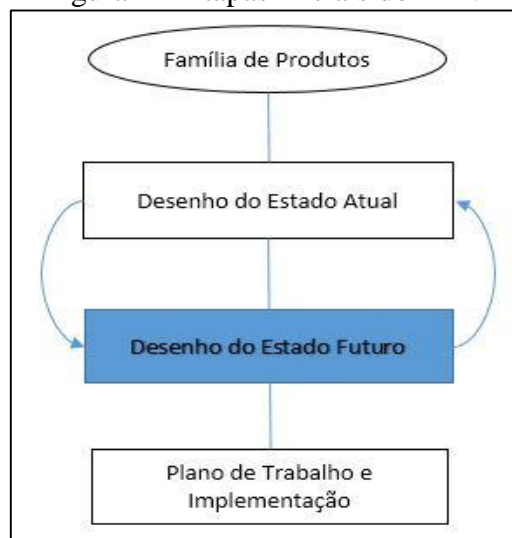 Família de Produtos
Desenho do Estado Atual
Desenho do Estado Futuro
Plano de Trabalho e
Implementação